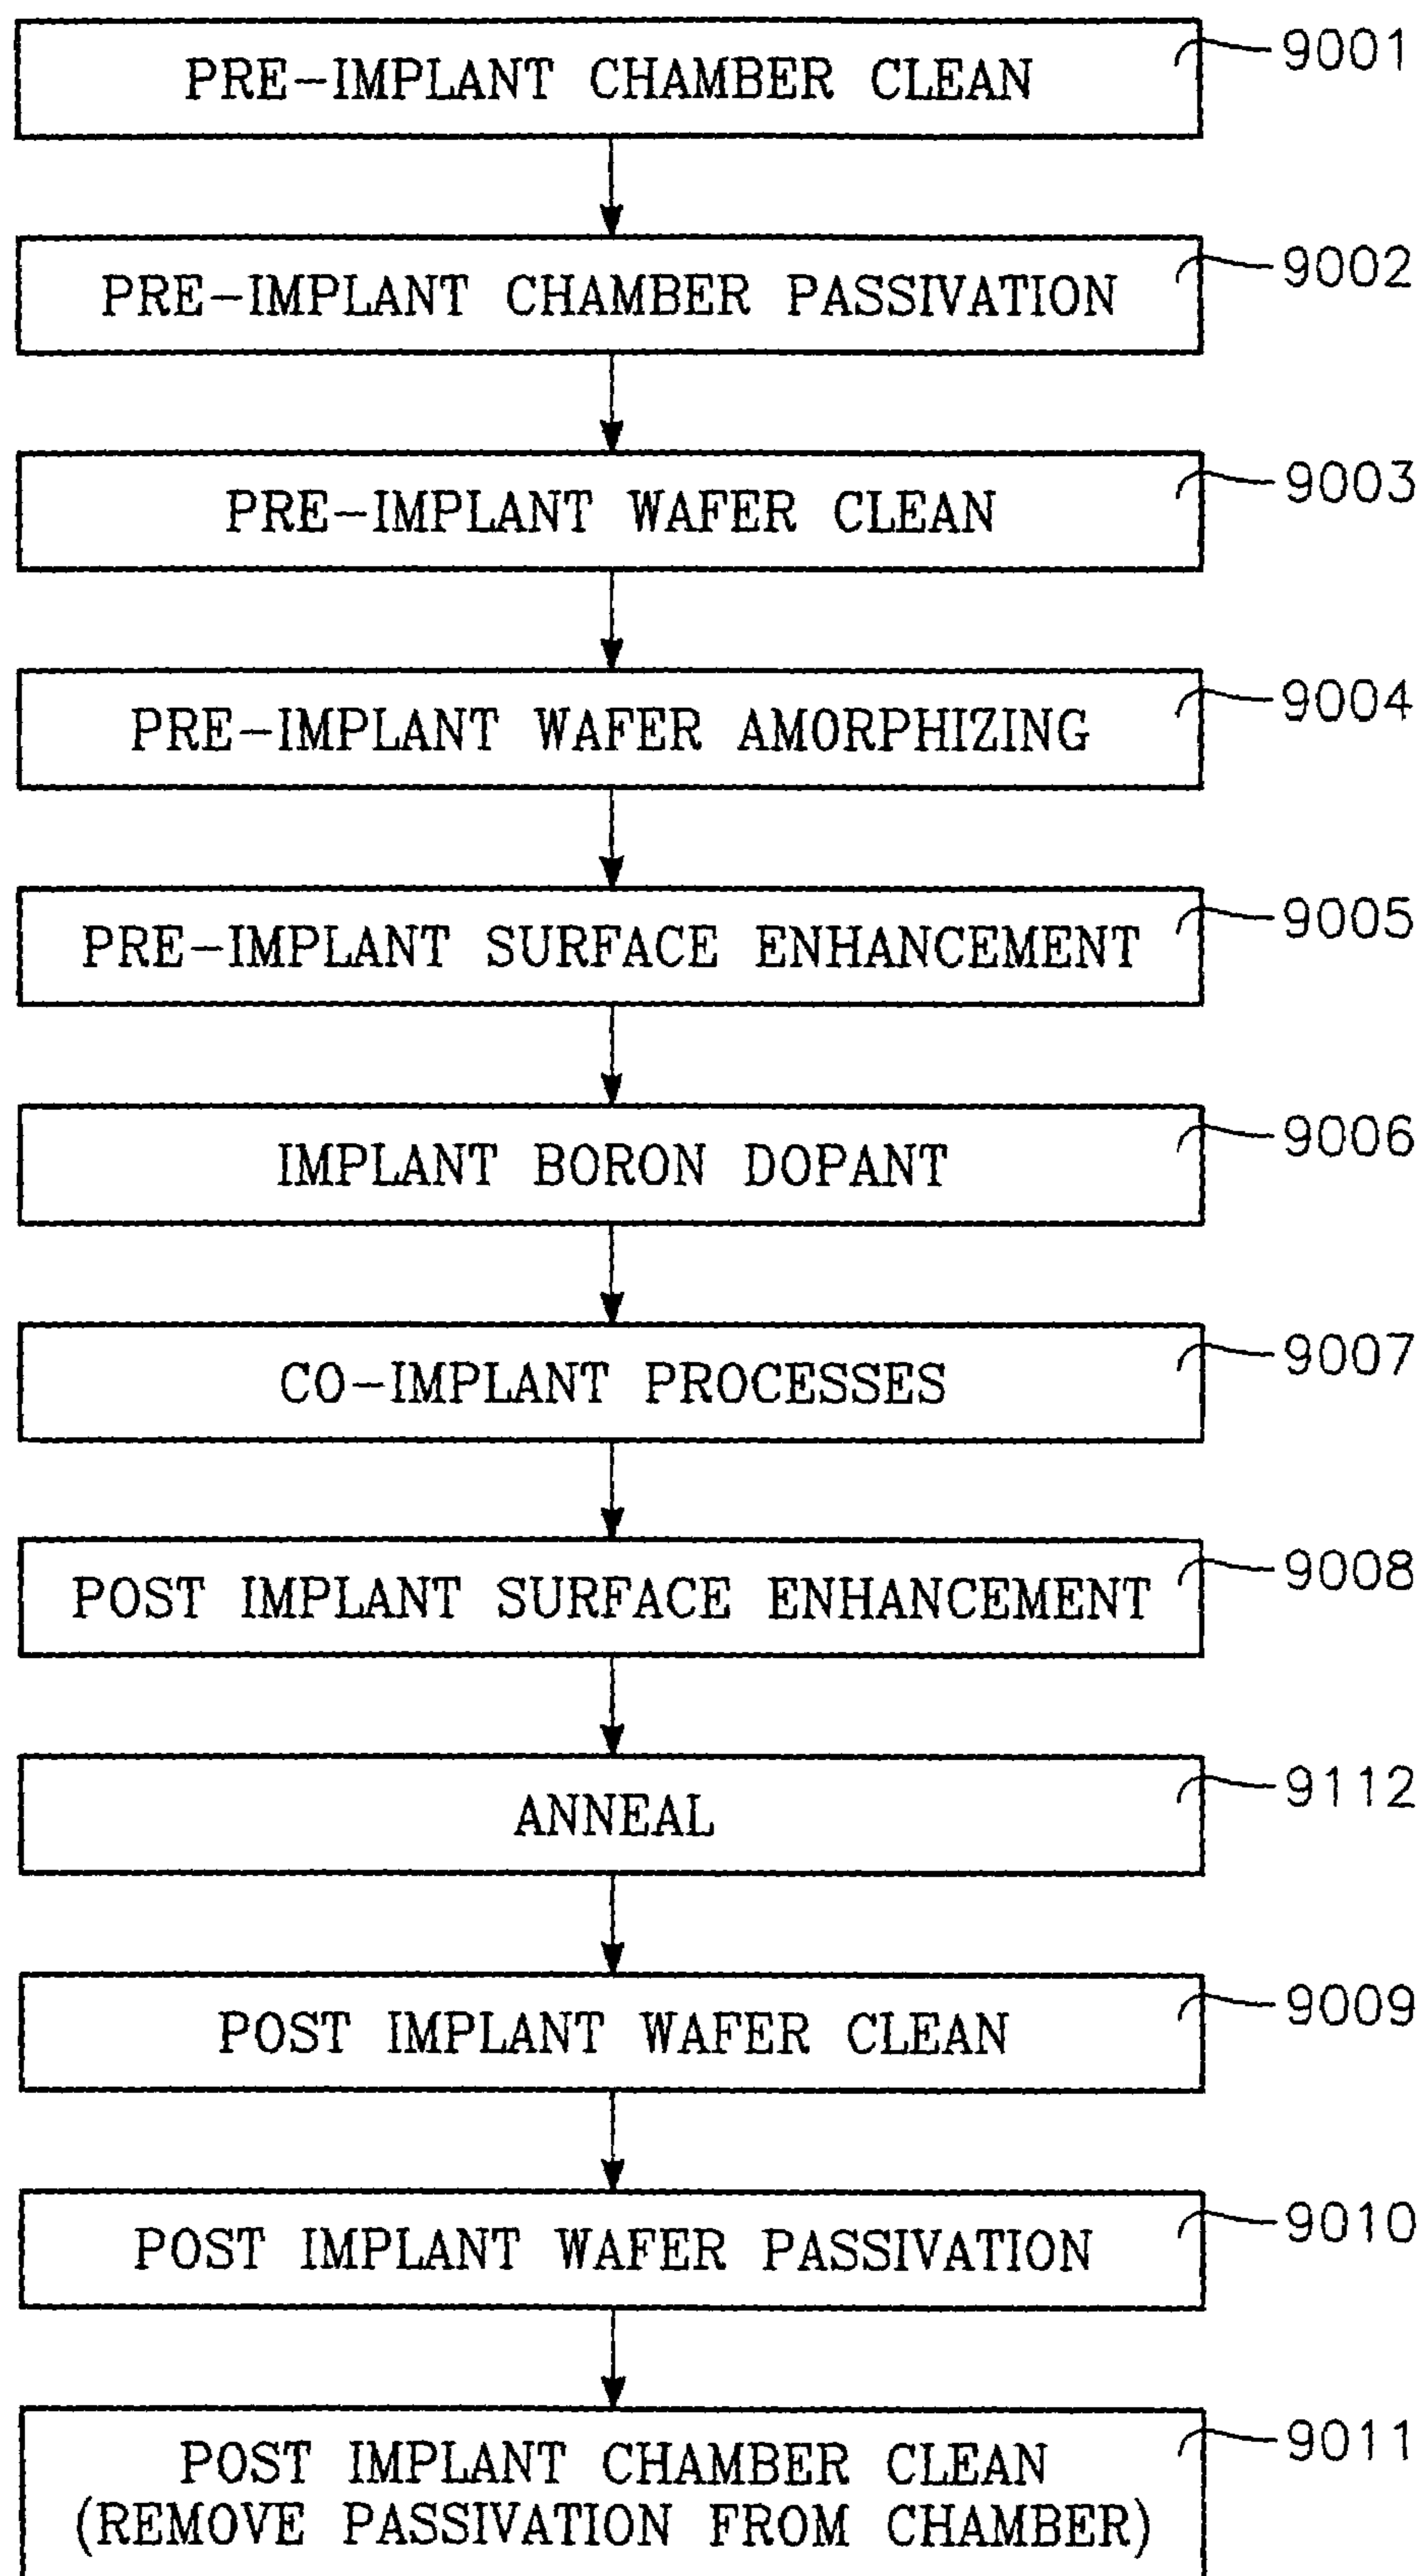 PRE-IMPLANT CHAMBER CLEAN
9001
PRE-IMPLANT CHAMBER PASSIVATION
9002
PRE-IMPLANT WAFER CLEAN
9003
PRE-IMPLANT WAFER AMORPHIZING
9004
PRE-IMPLANT SURFACE ENHANCEMENT
9005
IMPLANT BORON DOPANT
9006
CO-IMPLANT PROCESSES
9007
POST IMPLANT SURFACE ENHANCEMENT
9008
ANNEAL
9112
POST IMPLANT WAFER CLEAN
9009
POST IMPLANT WAFER PASSIVATION
9010
POST IMPLANT CHAMBER CLEAN
(REMOVE PASSIVATION FROM CHAMBER)
9011